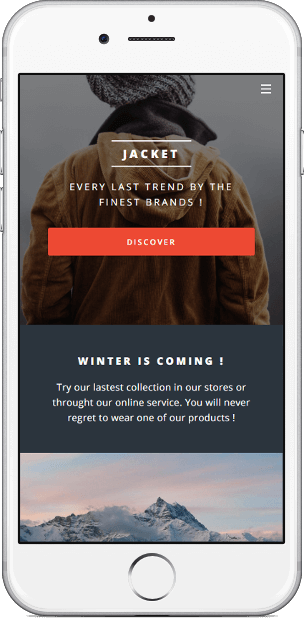 JACKET
EVERY LAST TREND BY THE
FINEST BRANDS !
DISCOVER
WINTER IS COMING !
Try our lastest collection in our stores or
throught our online service. You will never
regret to wear one of our products !